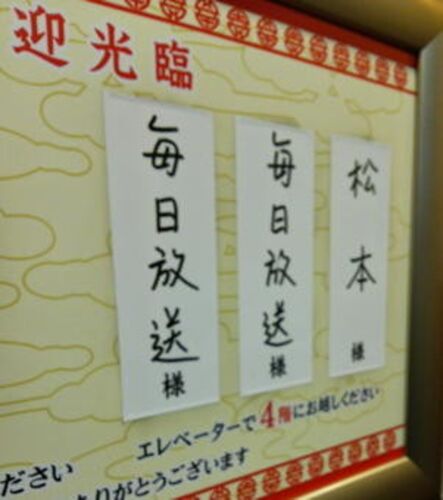 迎光臨
松本様
毎日放送様
毎日放送様
エレベーターで4階にお越しください
ださい
ありがとうございます